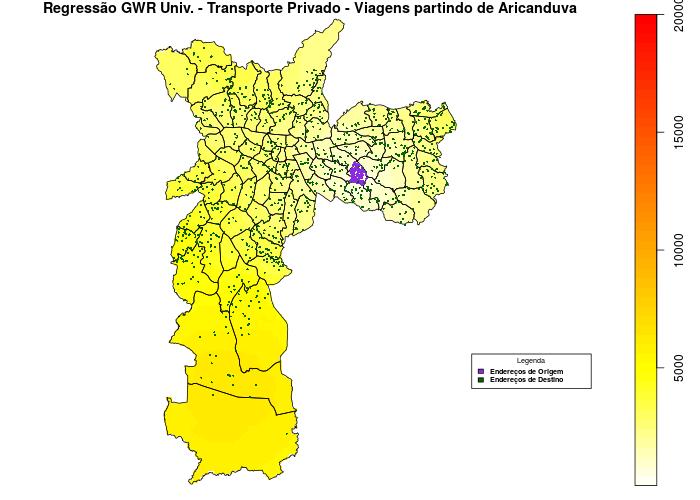 Regressão GWR Univ. - Transporte Privado - Viagens partindo de Aricanduva
20000
15000
10000
5000
Legenda
Endereços de Origem
Endereços de Destino